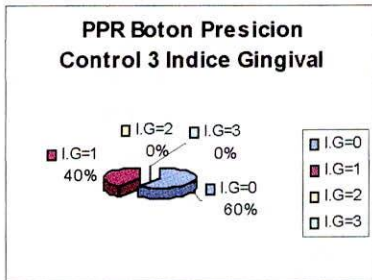 PPR Boton Presicion
Control 3 Indice Gingival
I.G=2
0%
I.G=3
0%
I.G=1
40%
I.G=0
60%
I.G=0
I.G=1
I.G=2
I.G=3